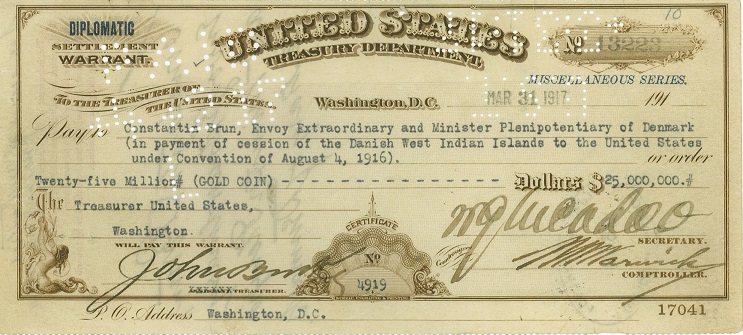 10
DIPLOMATIC
SETTLEMENT
WARRANT.
UNITED STATES
TREASURY DEPARTMENT.
No 13223
MISCELLANEOUS SERIES.
TO THE TREASURER OF
THE UNITED STATES,
Washington, D.C. MAR 31 1917 191
Pay to Constantin Brun, Envoy Extraordinary and Minister Plenipotentiary of Denmark
(in payment of cession of the Danish West Indian Islands to the United States
under Convention of August 4, 1916). or order
Twenty-five Million# (GOLD COIN) - - - - - - - - - - - - - - - - - Dollars $25,000,000.#
The Treasurer United States,
Washington.
WILL PAY THIS WARRANT.
CERTIFICATE
No
4919
W G McAdoo
SECRETARY.
Countersigned
COMPTROLLER.
John Burke
TREASURER.
P. O. Address Washington, D.C.
17041